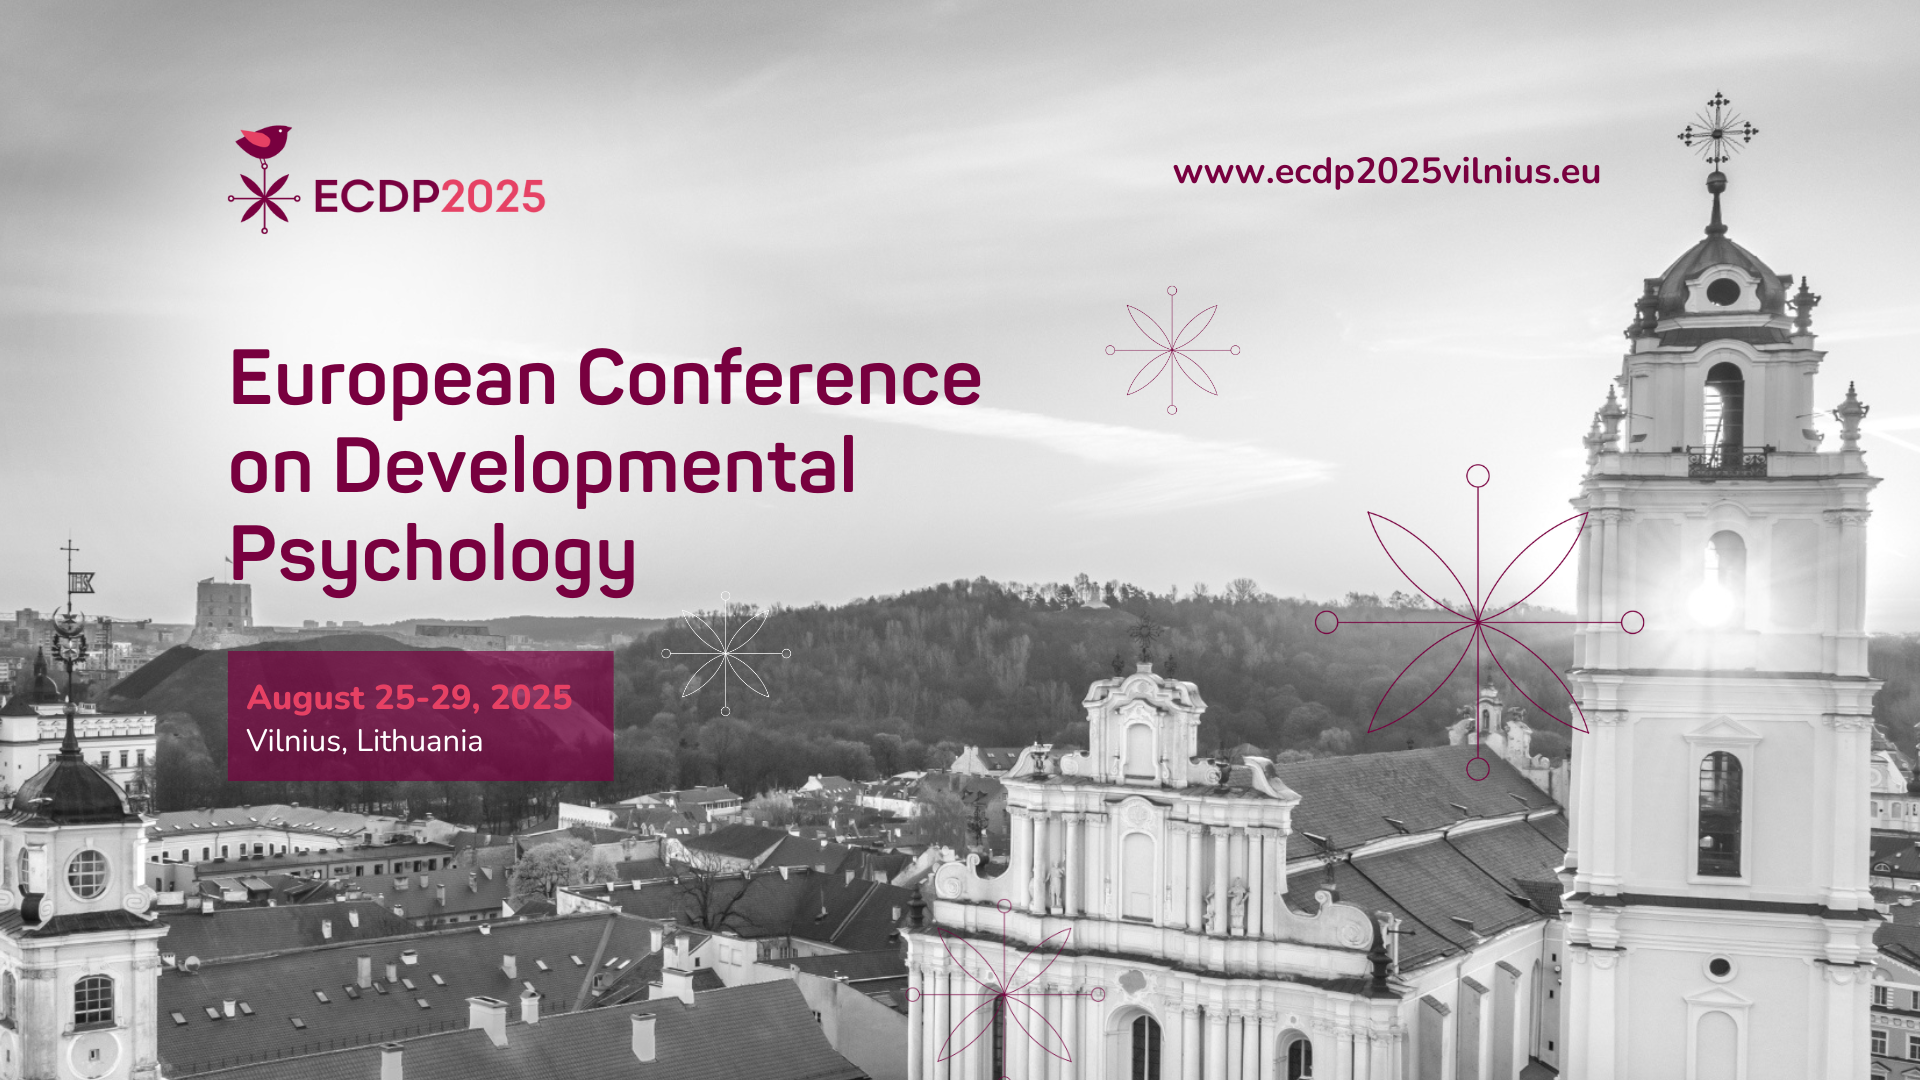 ECDP2025
www.ecdp2025vilnius.eu
European Conference
on Developmental
Psychology
August 25-29, 2025
Vilnius, Lithuania